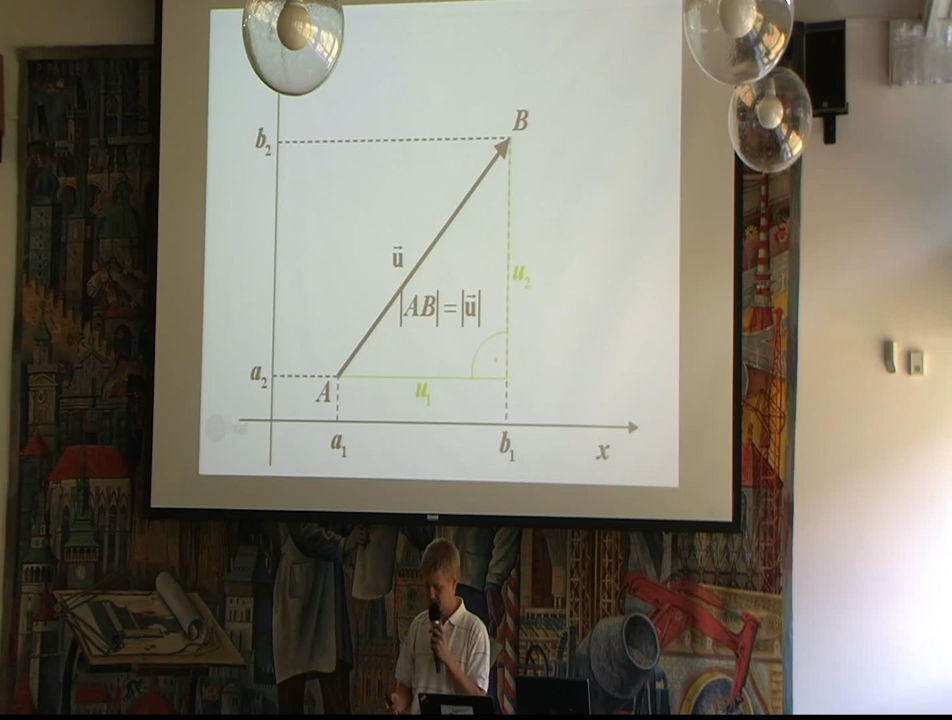 B
b₂
u⃗
u₂
|AB| = |u⃗|
a₂
A
u₁
a₁
b₁
x